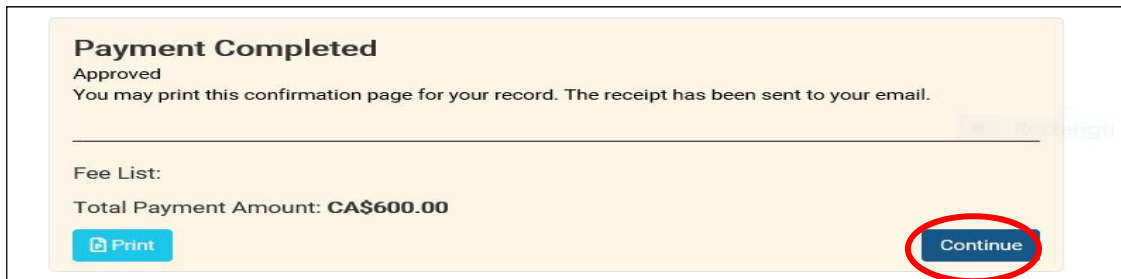 Payment Completed
Approved
You may print this confirmation page for your record. The receipt has been sent to your email.
Rectangu
Fee List:
Total Payment Amount: CA$600.00
Print
Continue